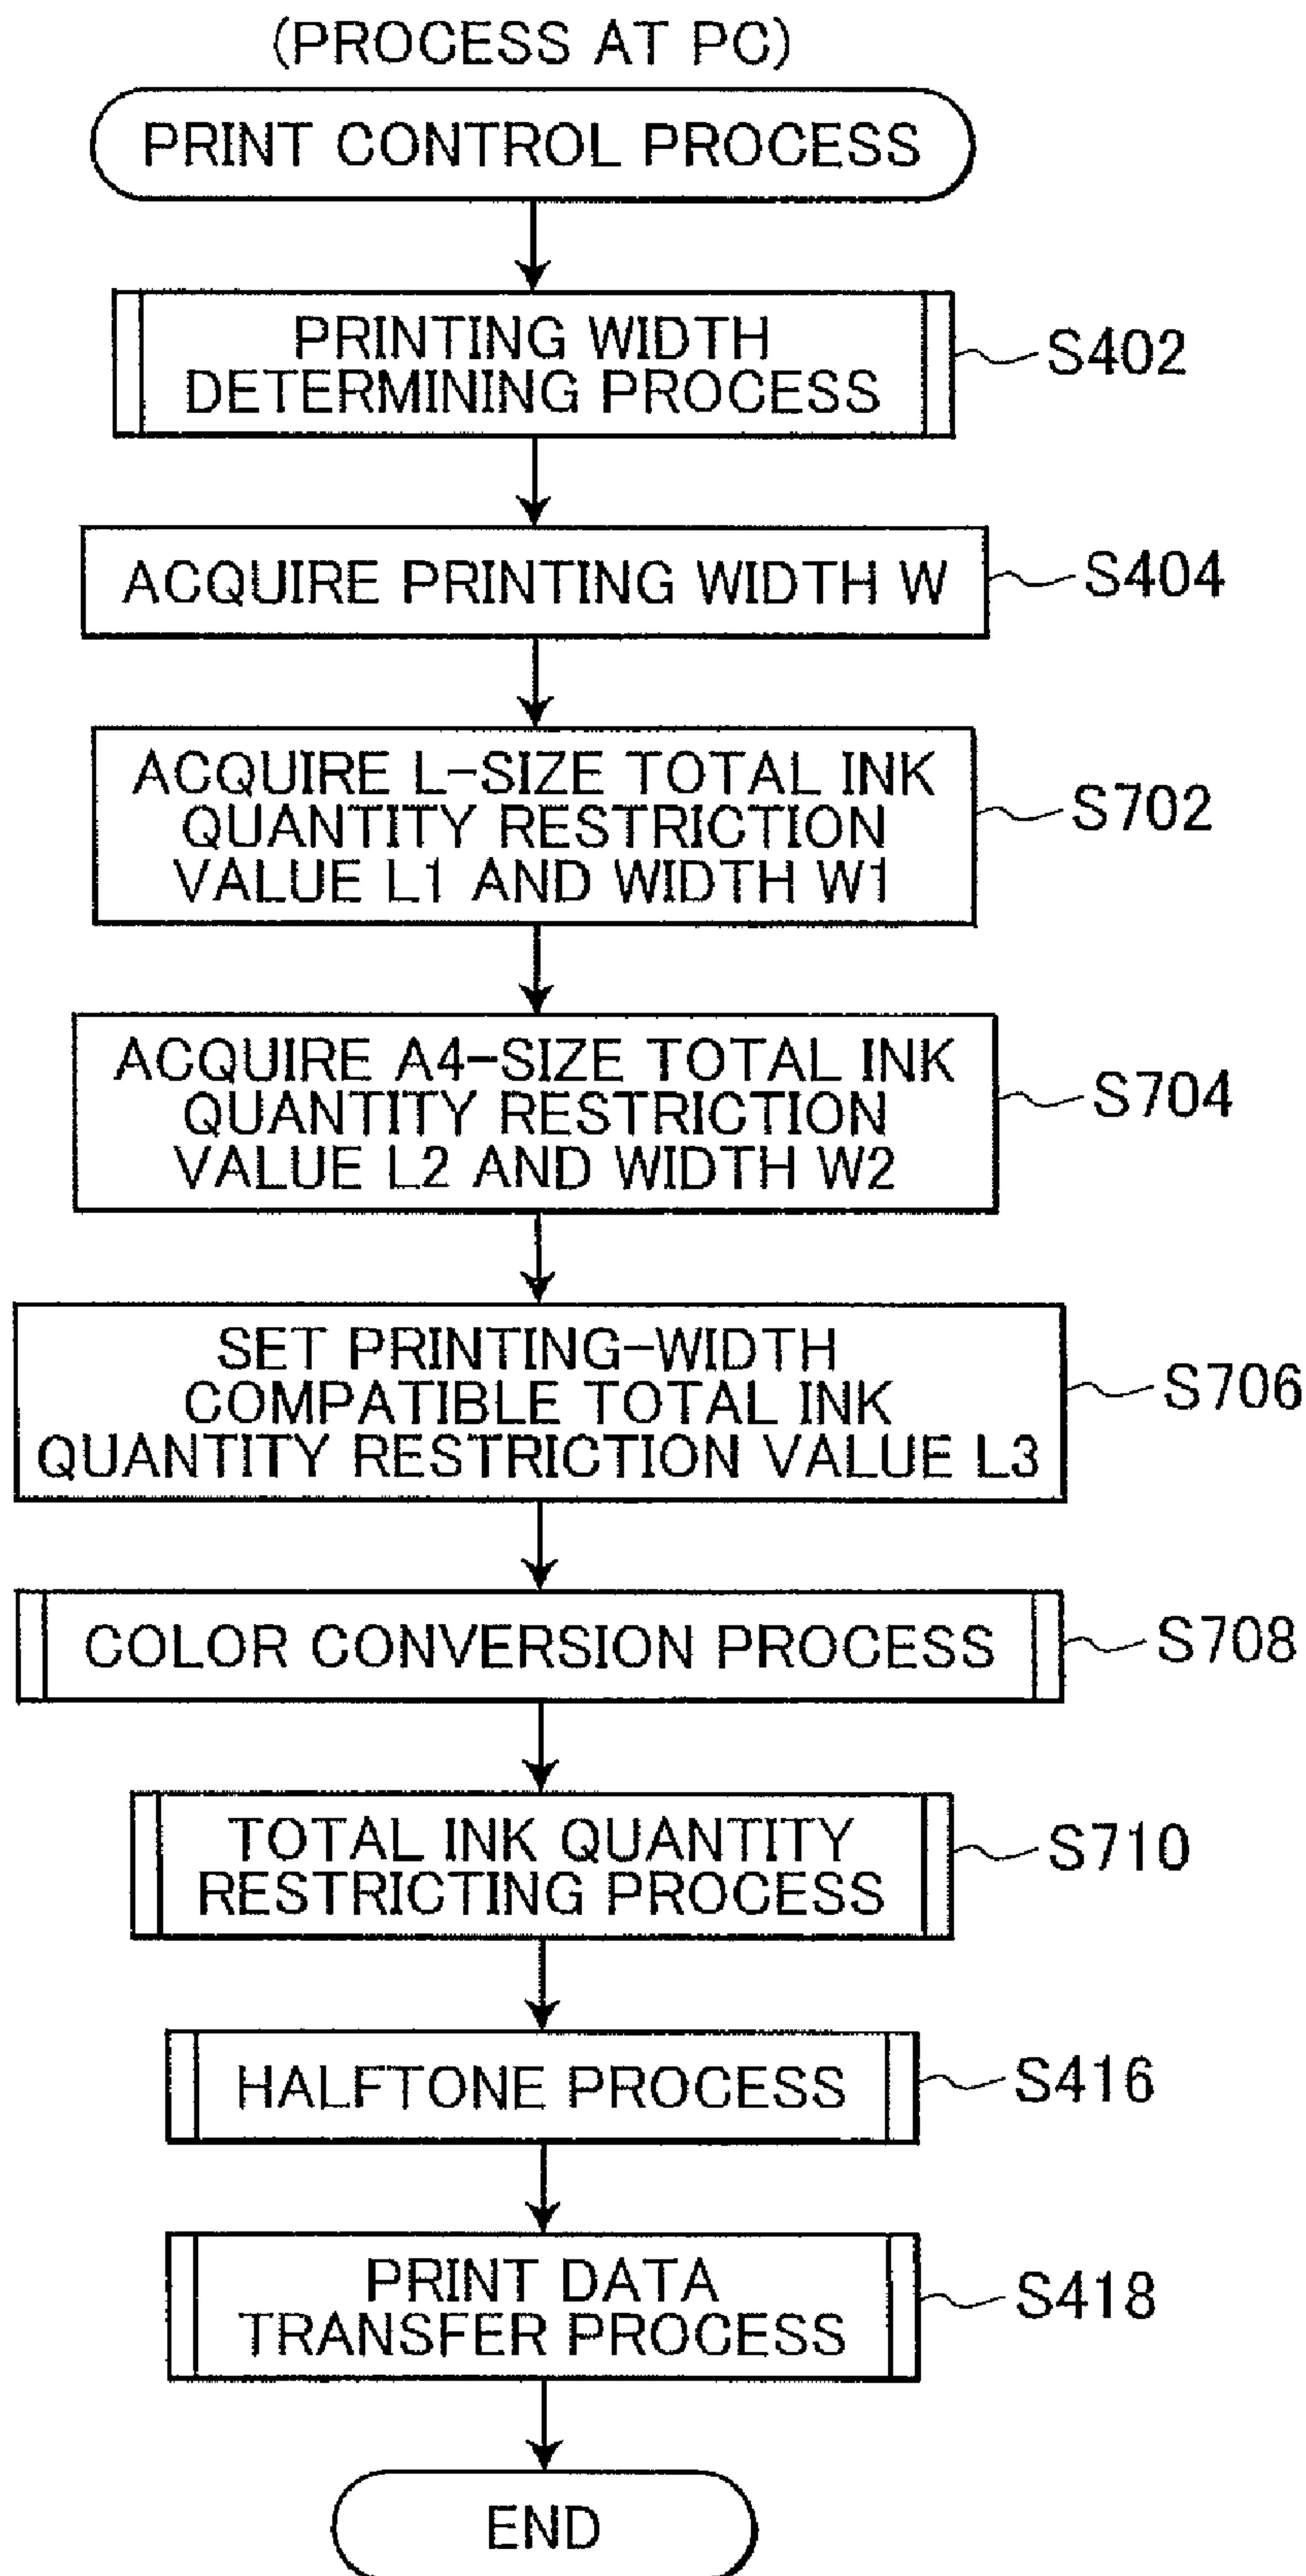 (PROCESS AT PC)
PRINT CONTROL PROCESS
PRINTING WIDTH
DETERMINING PROCESS
S402
ACQUIRE PRINTING WIDTH W
S404
ACQUIRE L-SIZE TOTAL INK
QUANTITY RESTRICTION
VALUE L1 AND WIDTH W1
S702
ACQUIRE A4-SIZE TOTAL INK
QUANTITY RESTRICTION
VALUE L2 AND WIDTH W2
S704
SET PRINTING-WIDTH
COMPATIBLE TOTAL INK
QUANTITY RESTRICTION VALUE L3
S706
COLOR CONVERSION PROCESS
S708
TOTAL INK QUANTITY
RESTRICTING PROCESS
S710
HALFTONE PROCESS
S416
PRINT DATA
TRANSFER PROCESS
S418
END